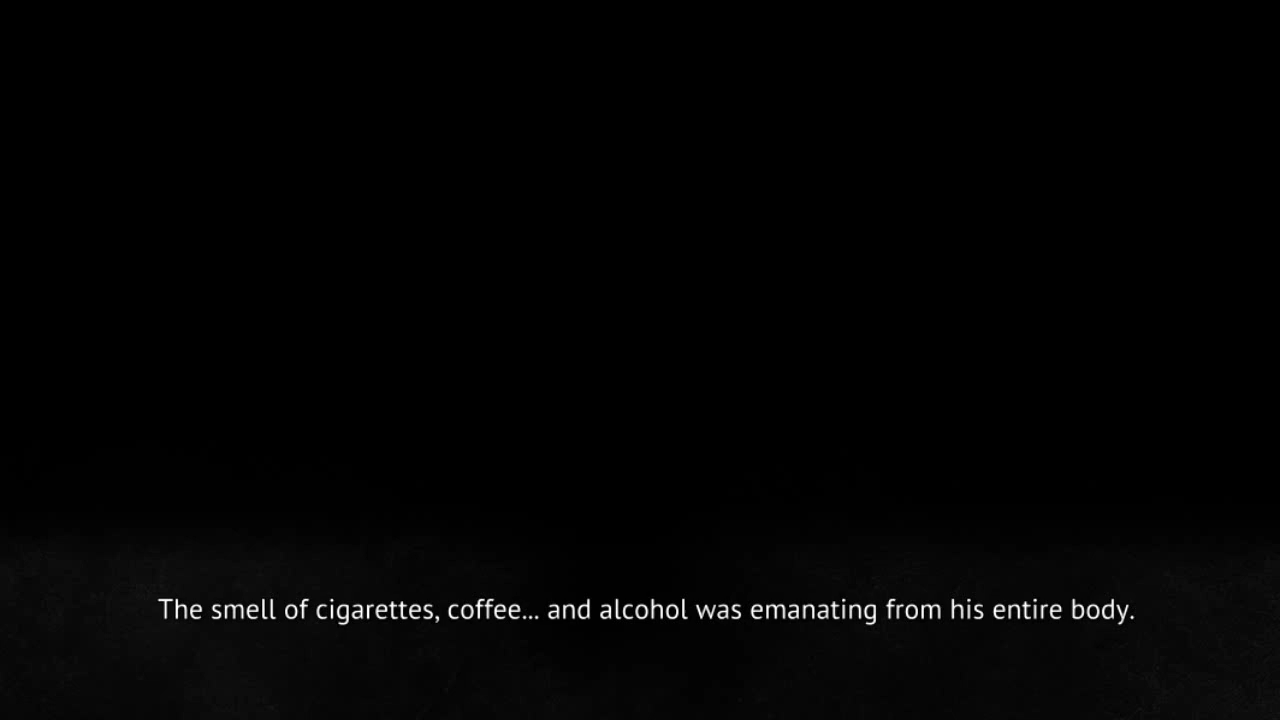 The smell of cigarettes, coffee... and alcohol was emanating from his entire body.